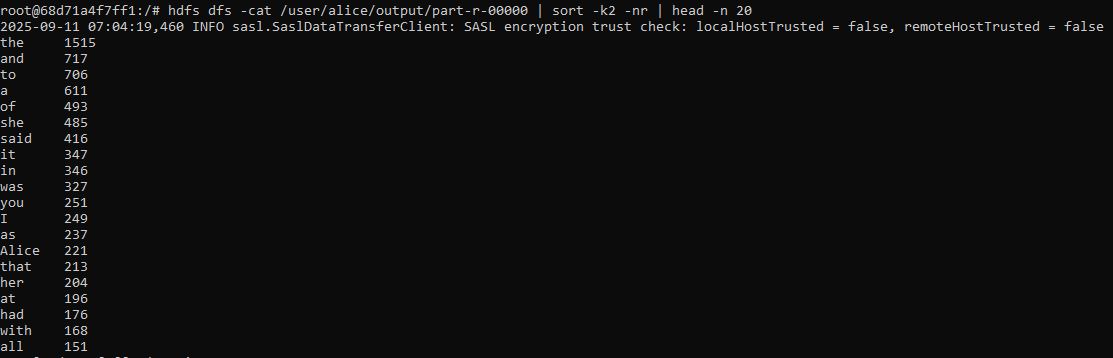 root@68d71a4f7ff1:/# hdfs dfs -cat /user/alice/output/part-r-00000 | sort -k2 -nr | head -n 20
2025-09-11 07:04:19,460 INFO sasl.SaslDataTransferClient: SASL encryption trust check: localHostTrusted = false, remoteHostTrusted = false
the 1515
and 717
to 706
a 611
of 493
she 485
said 416
it 347
in 346
was 327
you 251
I 249
as 237
Alice 221
that 213
her 204
at 196
had 176
with 168
all 151